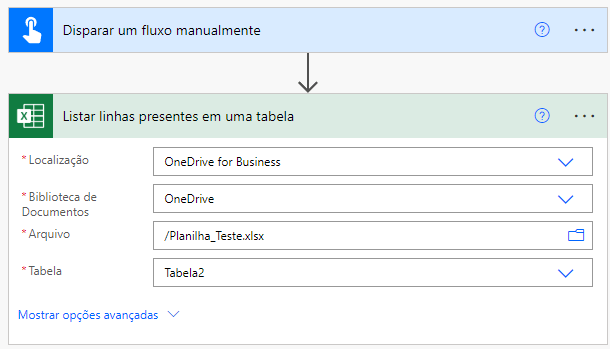 Disparar um fluxo manualmente
Listar linhas presentes em uma tabela
* Localização
OneDrive for Business
* Biblioteca de
Documentos
OneDrive
* Arquivo
/Planilha_Teste.xlsx
* Tabela
Tabela2
Mostrar opções avançadas